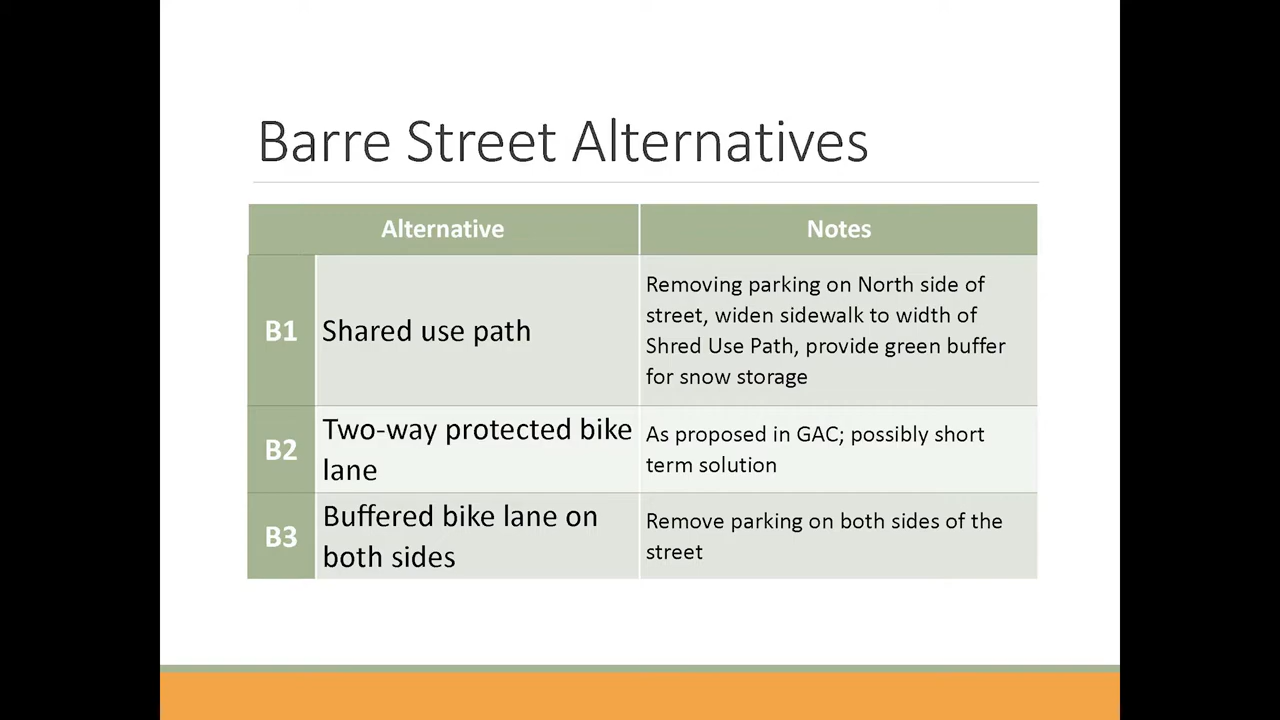 Barre Street Alternatives
Alternative
Notes
B1
Shared use path
Removing parking on North side of
street, widen sidewalk to width of
Shred Use Path, provide green buffer
for snow storage
B2
Two-way protected bike
lane
As proposed in GAC; possibly short
term solution
B3
Buffered bike lane on
both sides
Remove parking on both sides of the
street